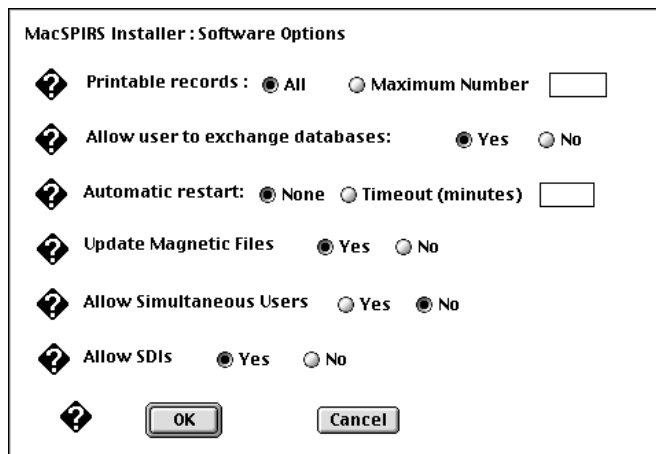 MacSPIRS Installer : Software Options
? Printable records : All Maximum Number
? Allow user to exchange databases: Yes No
? Automatic restart: None Timeout (minutes)
? Update Magnetic Files Yes No
? Allow Simultaneous Users Yes No
? Allow SDIs Yes No
? OK Cancel